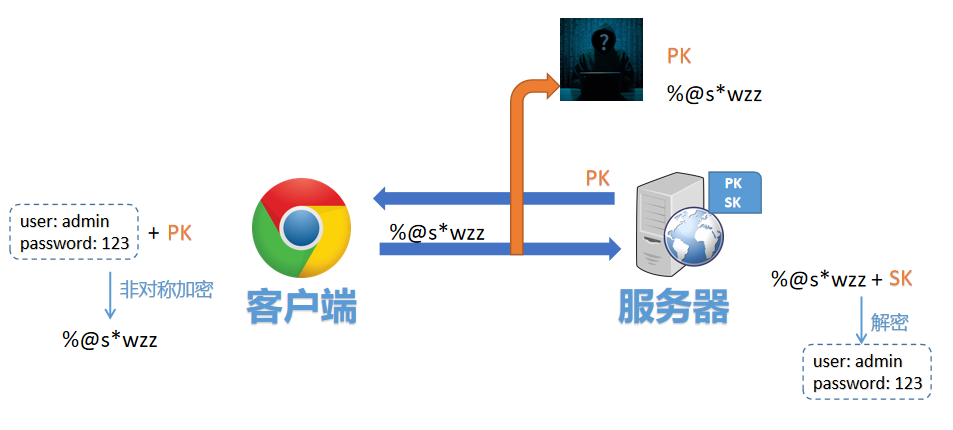 ?
PK
%@s*wzz
PK
PK
SK
user: admin
password: 123
+ PK
%@s*wzz
非对称加密
客户端
服务器
%@s*wzz + SK
%@s*wzz
解密
user: admin
password: 123